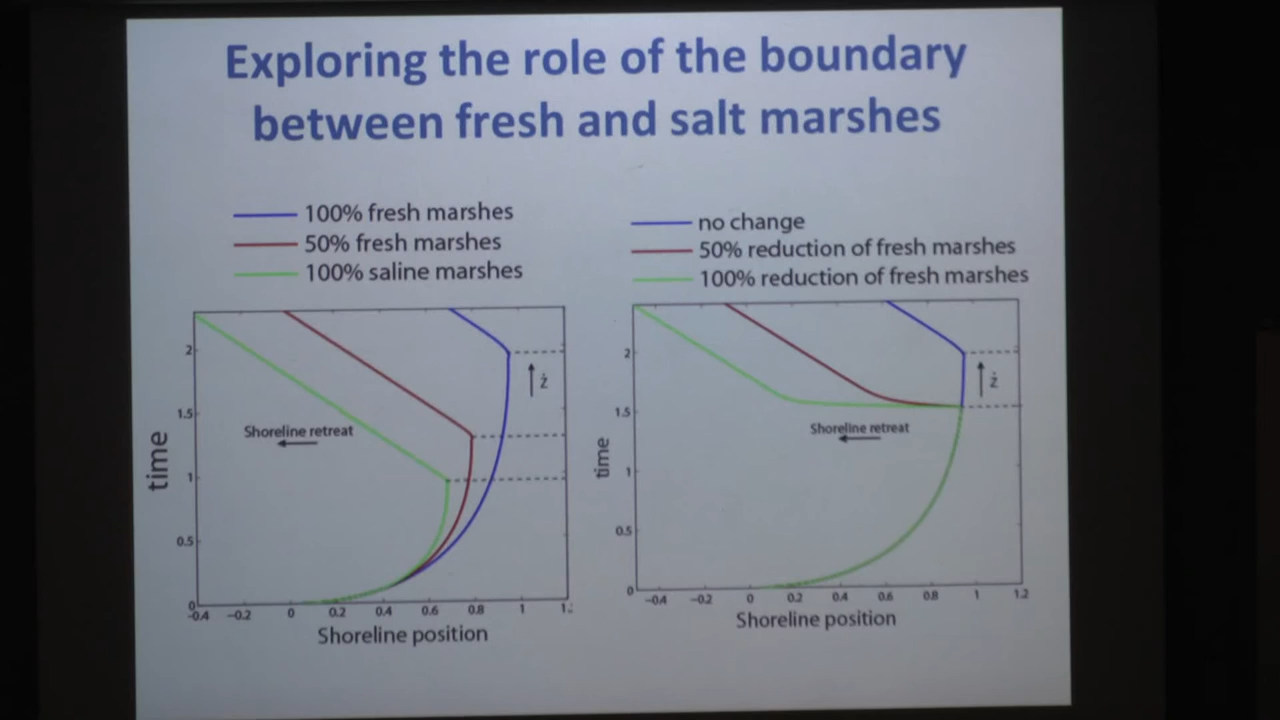 Exploring the role of the boundary
between fresh and salt marshes
100% fresh marshes
50% fresh marshes
100% saline marshes
2
1.5
1
0.5
0
time
Shoreline retreat
ż
-0.4 -0.2 0 0.2 0.4 0.6 0.8 1
Shoreline position
no change
50% reduction of fresh marshes
100% reduction of fresh marshes
2
1.5
1
0.5
0
time
Shoreline retreat
ż
-0.4 -0.2 0 0.2 0.4 0.6 0.8 1 1.2
Shoreline position